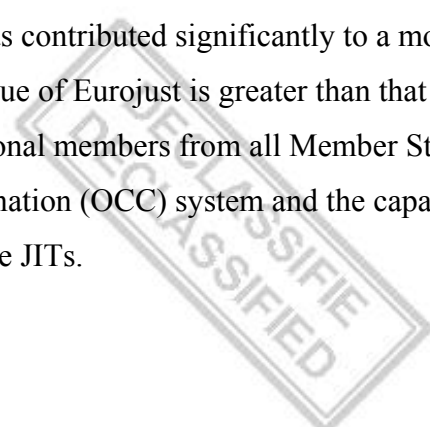 s contributed significantly to a mo
ue of Eurojust is greater than that
onal members from all Member St
nation (OCC) system and the capa
e JITs.
DECLASSIFIE
DECLASSIFIED